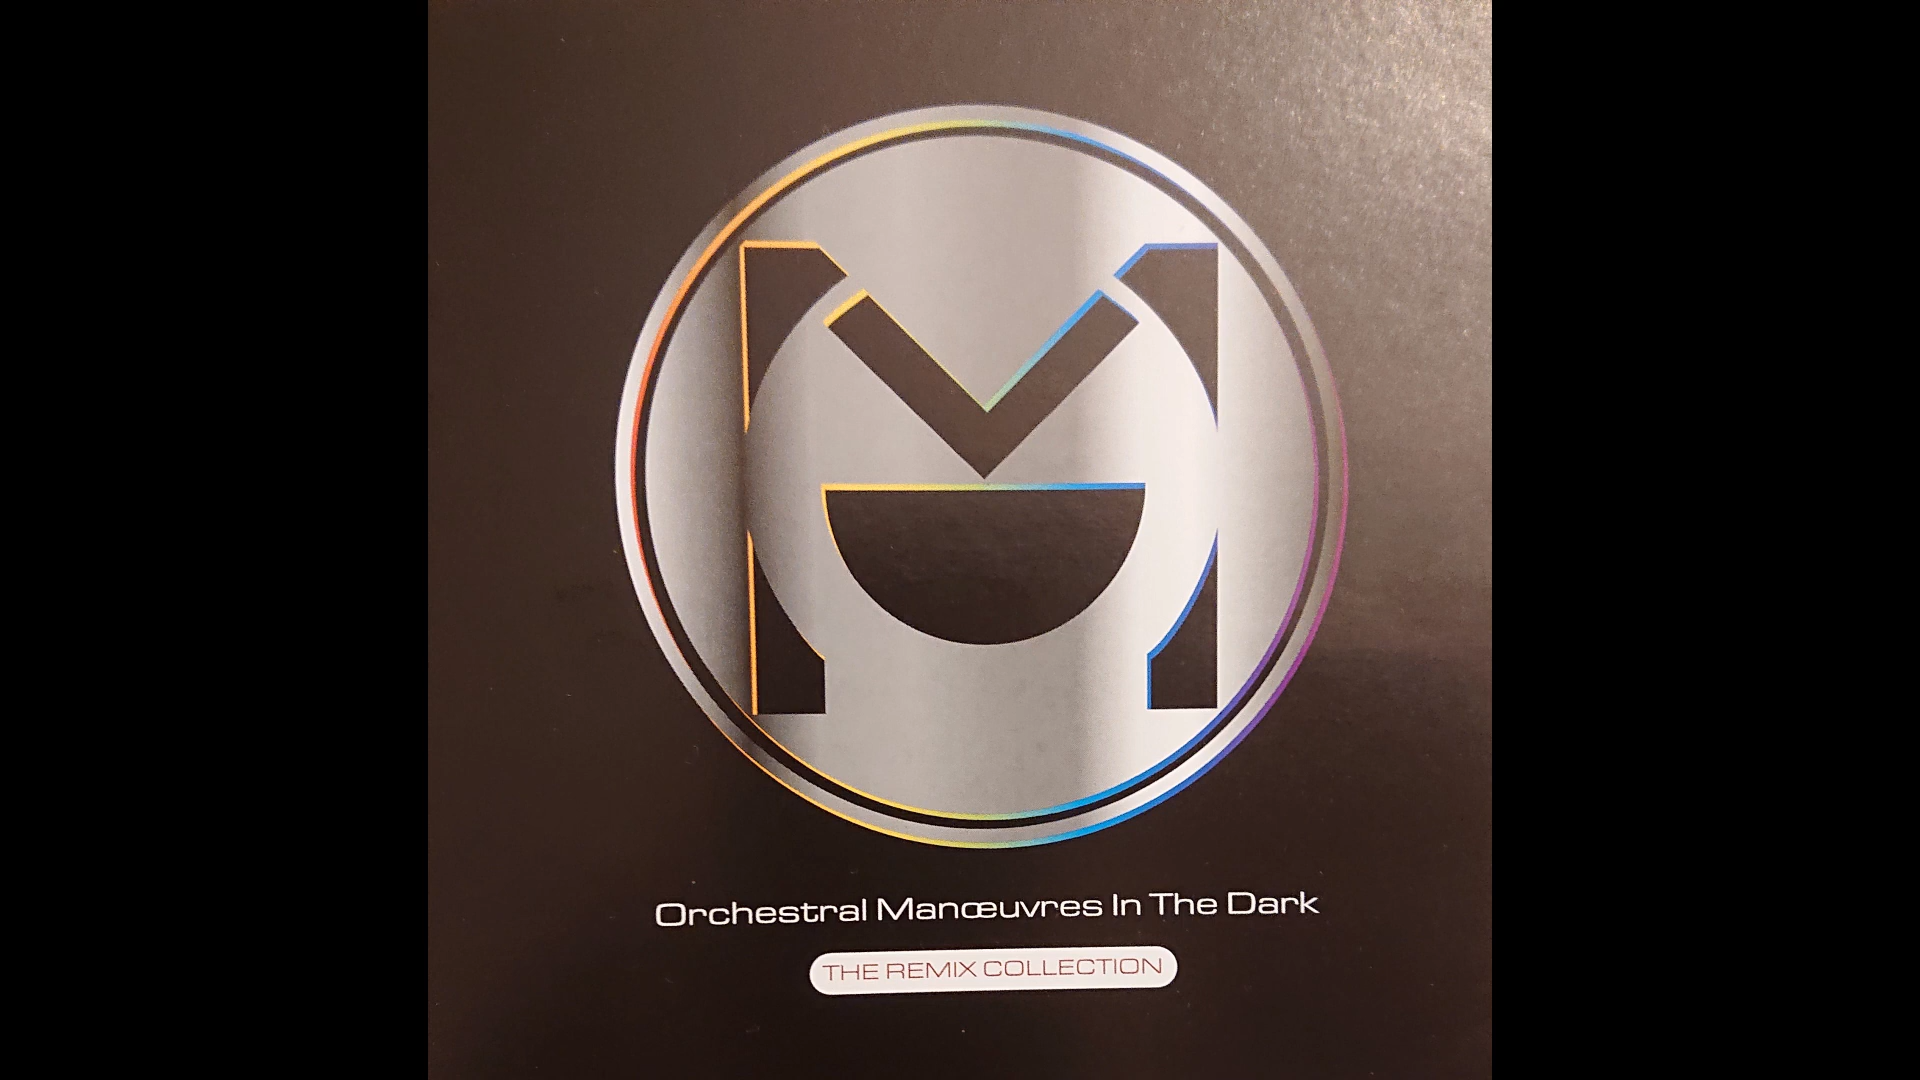 Orchestral Manœuvres In The Dark
THE REMIX COLLECTION